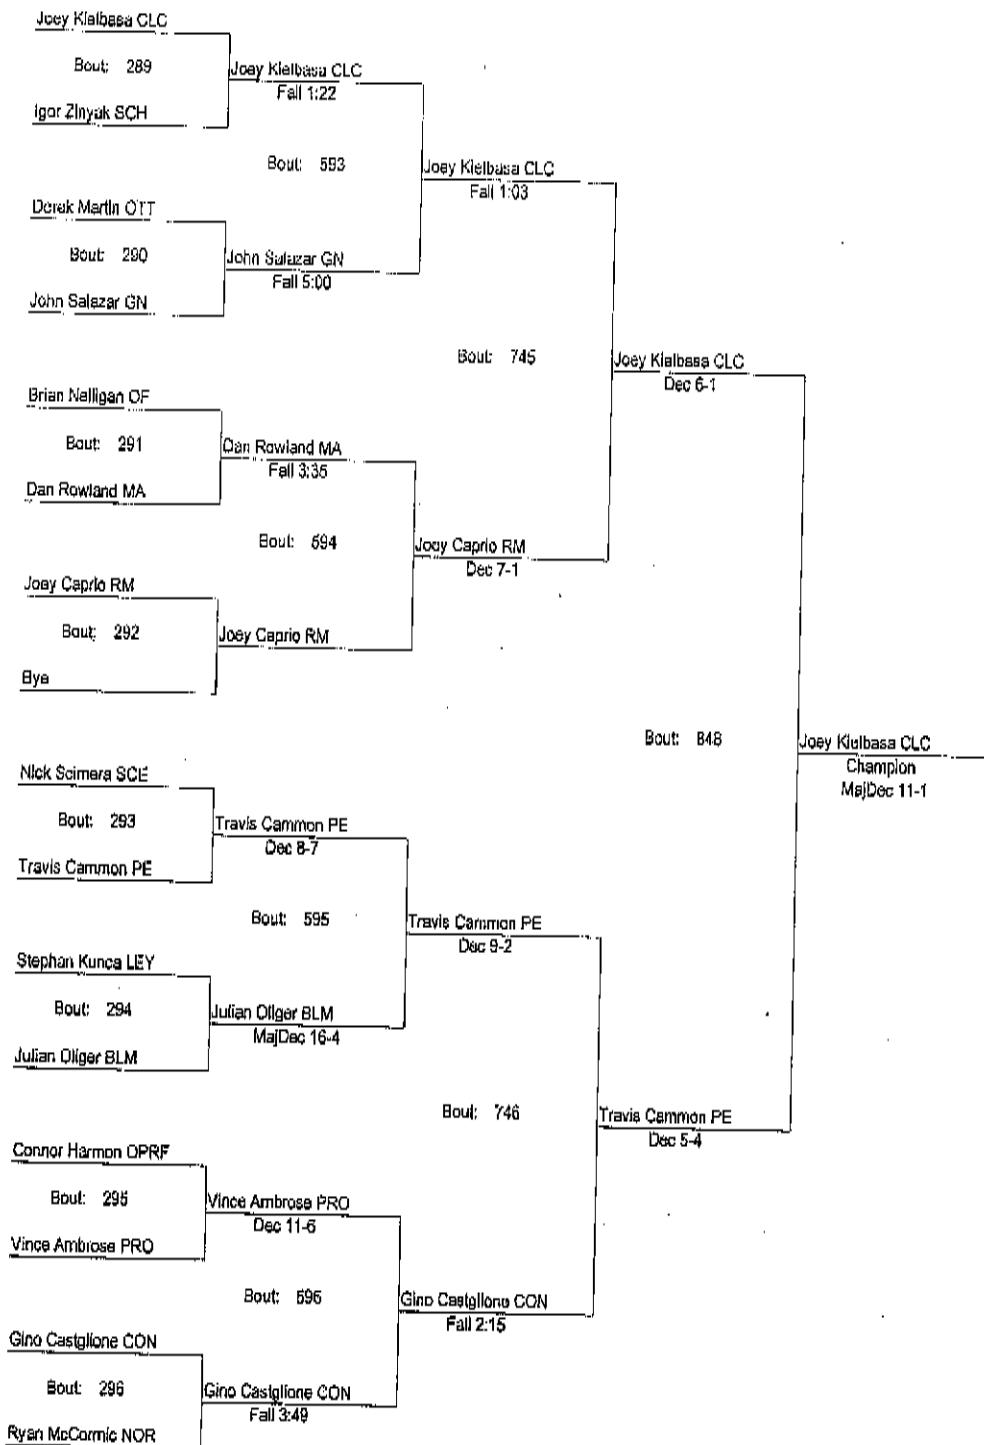 Joey Kielbasa CLC
Bout: 289
Joey Kielbasa CLC
Fall 1:22
Igor Zinyak SCH
Bout: 593
Joey Kielbasa CLC
Fall 1:03
Derek Martin OTT
Bout: 290
John Salazar GN
Fall 5:00
John Salazar GN
Bout: 745
Joey Kielbasa CLC
Dec 6-1
Brian Nelligan OF
Bout: 291
Dan Rowland MA
Fall 3:35
Dan Rowland MA
Bout: 594
Joey Caprio RM
Dec 7-1
Joey Caprio RM
Bout: 292
Joey Caprio RM
Bye
Bout: 848
Joey Kielbasa CLC
Champion
MajDec 11-1
Nick Scimera SCE
Bout: 293
Travis Cammon PE
Dec 8-7
Travis Cammon PE
Bout: 595
Travis Cammon PE
Dec 9-2
Stephan Kunca LEY
Bout: 294
Julian Oliger BLM
MajDec 16-4
Julian Oliger BLM
Bout: 746
Travis Cammon PE
Dec 5-4
Connor Harmon OPRF
Bout: 295
Vince Ambrose PRO
Dec 11-6
Vince Ambrose PRO
Bout: 596
Gino Castglione CON
Fall 2:15
Gino Castglione CON
Bout: 296
Gino Castglione CON
Fall 3:49
Ryan McCormic NOR